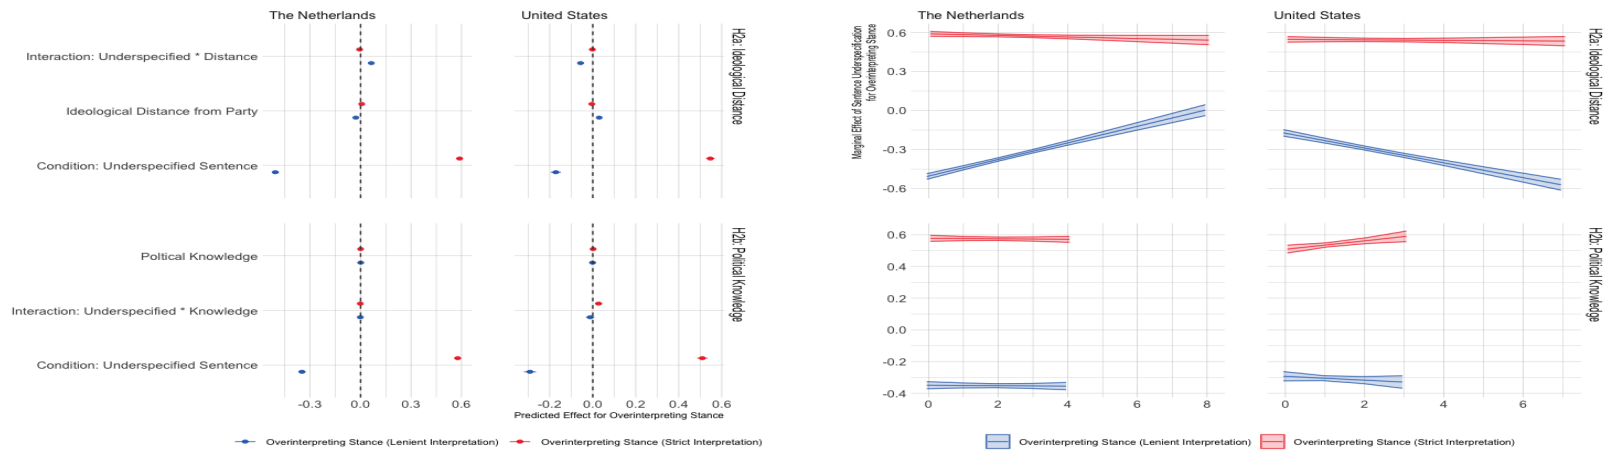 The Netherlands
United States
Interaction: Underspecified * Distance
Ideological Distance from Party
Condition: Underspecified Sentence
H2a: Ideological Distance
Poltical Knowledge
Interaction: Underspecified * Knowledge
Condition: Underspecified Sentence
H2b: Political Knowledge
-0.3 0.0 0.3 0.6
-0.2 0.0 0.2 0.4 0.6
Predicted Effect for Overinterpreting Stance
Overinterpreting Stance (Lenient Interpretation)
Overinterpreting Stance (Strict Interpretation)
The Netherlands
United States
Marginal Effect of Sentence Underspecification
for Overinterpreting Stance
0.6
0.3
0.0
-0.3
-0.6
H2a: Ideological Distance
0.6
0.4
0.2
0.0
-0.2
-0.4
H2b: Political Knowledge
0 2 4 6 8
0 2 4 6
Overinterpreting Stance (Lenient Interpretation)
Overinterpreting Stance (Strict Interpretation)